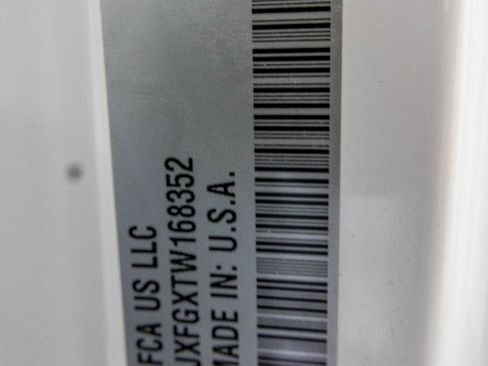 FCA US LLC
JXFGXTW168352
MADE IN: U.S.A.